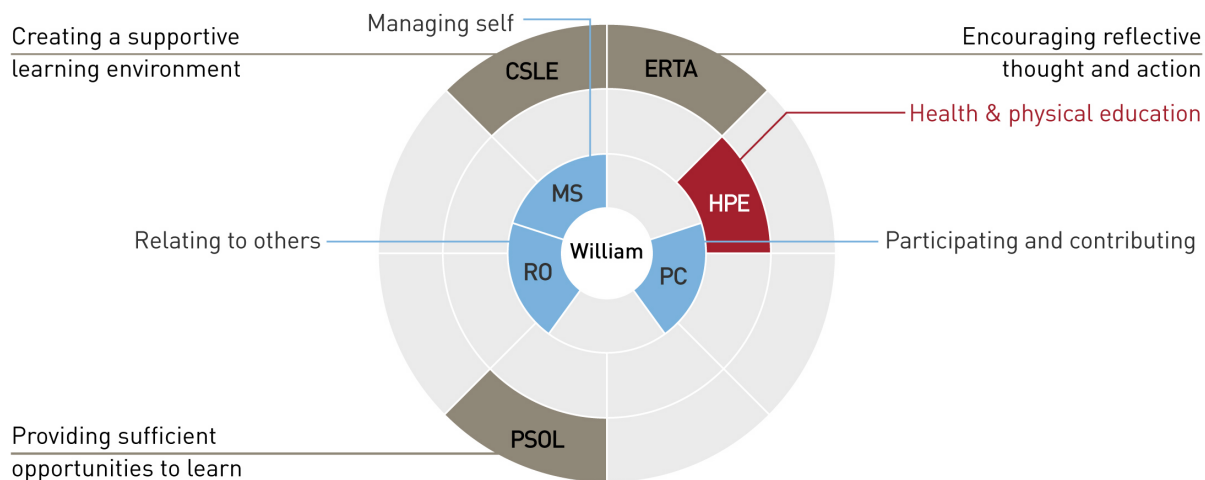 Managing self
Creating a supportive
learning environment
Encouraging reflective
thought and action
CSLE
ERTA
Health & physical education
MS
HPE
Relating to others
William
Participating and contributing
RO
PC
Providing sufficient
opportunities to learn
PSOL